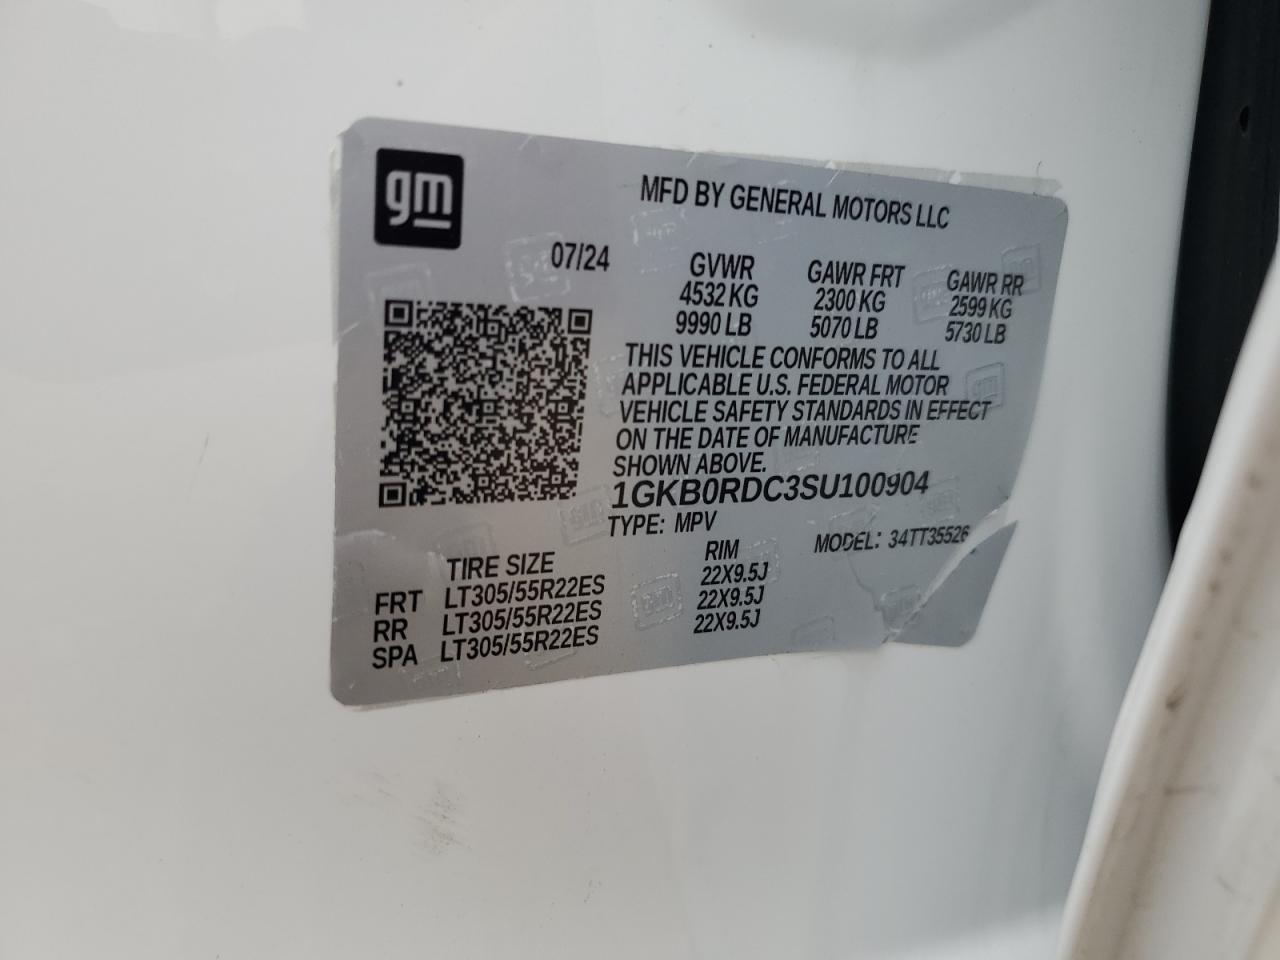 gm
MFD BY GENERAL MOTORS LLC
07/24
GVWR GAWR FRT GAWR RR
4532 KG 2300 KG 2599 KG
9990 LB 5070 LB 5730 LB
THIS VEHICLE CONFORMS TO ALL
APPLICABLE U.S. FEDERAL MOTOR
VEHICLE SAFETY STANDARDS IN EFFECT
ON THE DATE OF MANUFACTURE
SHOWN ABOVE.
1GKB0RDC3SU100904
TYPE: MPV MODEL: 34TT35526
TIRE SIZE RIM
FRT LT305/55R22ES 22X9.5J
RR LT305/55R22ES 22X9.5J
SPA LT305/55R22ES 22X9.5J